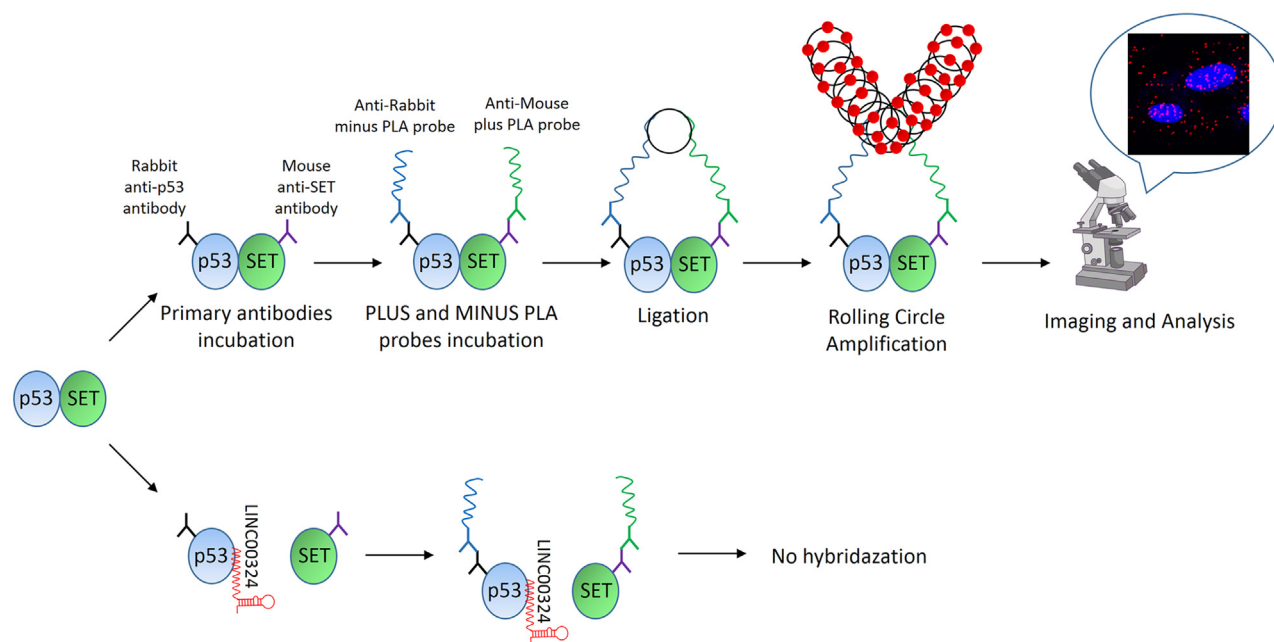 Rabbit
anti-p53
antibody
Mouse
anti-SET
antibody
p53
SET
Primary antibodies
incubation
Anti-Rabbit
minus PLA probe
Anti-Mouse
plus PLA probe
p53
SET
PLUS and MINUS PLA
probes incubation
p53
SET
Ligation
p53
SET
Rolling Circle
Amplification
Imaging and Analysis
p53
SET
p53
LINC00324
SET
p53
LINC00324
SET
No hybridazation